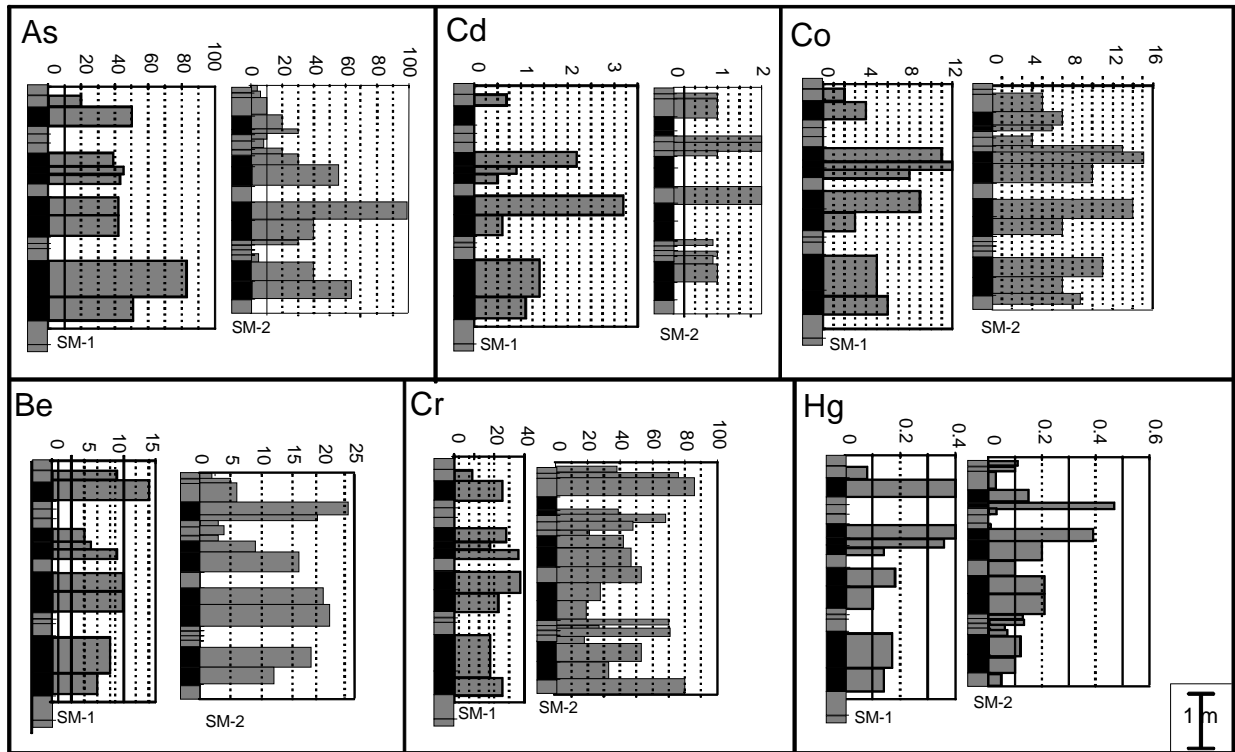 As
0 20 40 60 80 100
SM-1
0 20 40 60 80 100
SM-2
Cd
0 1 2 3
SM-1
0 1 2
SM-2
Co
0 4 8 12
SM-1
0 4 8 12 16
SM-2
Be
0 5 10 15
SM-1
0 5 10 15 20 25
SM-2
Cr
0 20 40
SM-1
0 20 40 60 80 100
SM-2
Hg
0 0.2 0.4
SM-1
0 0.2 0.4 0.6
SM-2
1 m